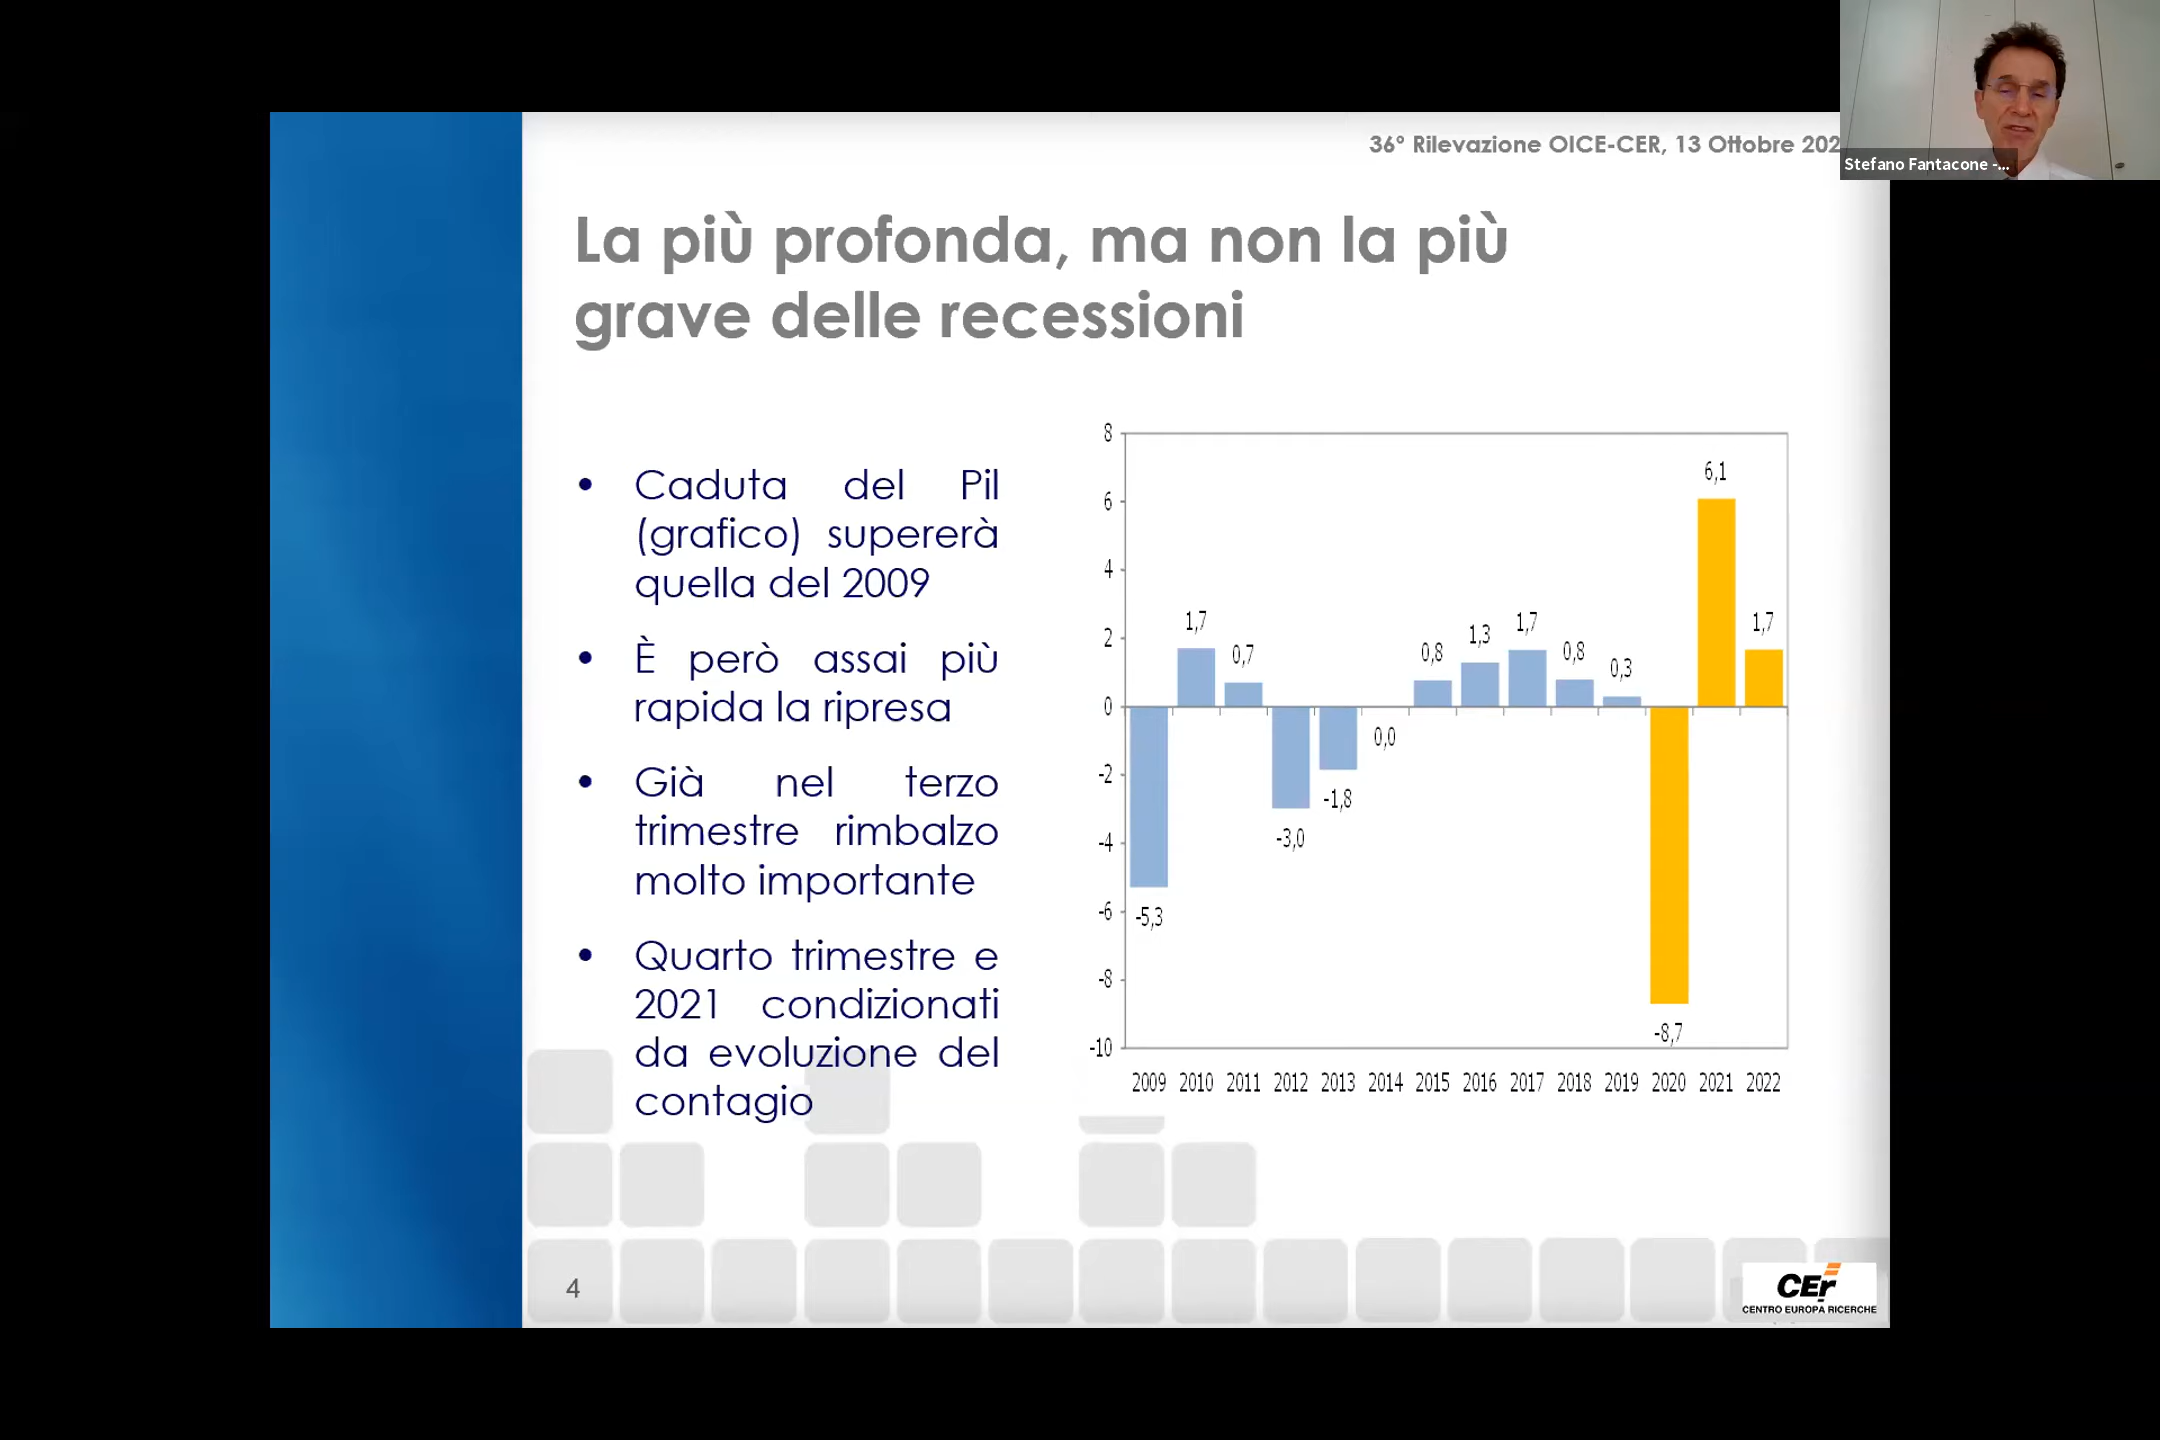 36° Rilevazione OICE-CER, 13 Ottobre 202
Stefano Fantacone -...
La più profonda, ma non la più
grave delle recessioni
• Caduta del Pil
(grafico) supererà
quella del 2009
• È però assai più
rapida la ripresa
• Già nel terzo
trimestre rimbalzo
molto importante
• Quarto trimestre e
2021 condizionati
da evoluzione del
contagio
8
6
4
2
0
-2
-4
-6
-8
-10
-5,3
1,7
0,7
-3,0
-1,8
0,0
0,8
1,3
1,7
0,8
0,3
-8,7
6,1
1,7
2009 2010 2011 2012 2013 2014 2015 2016 2017 2018 2019 2020 2021 2022
4
CEr
CENTRO EUROPA RICERCHE